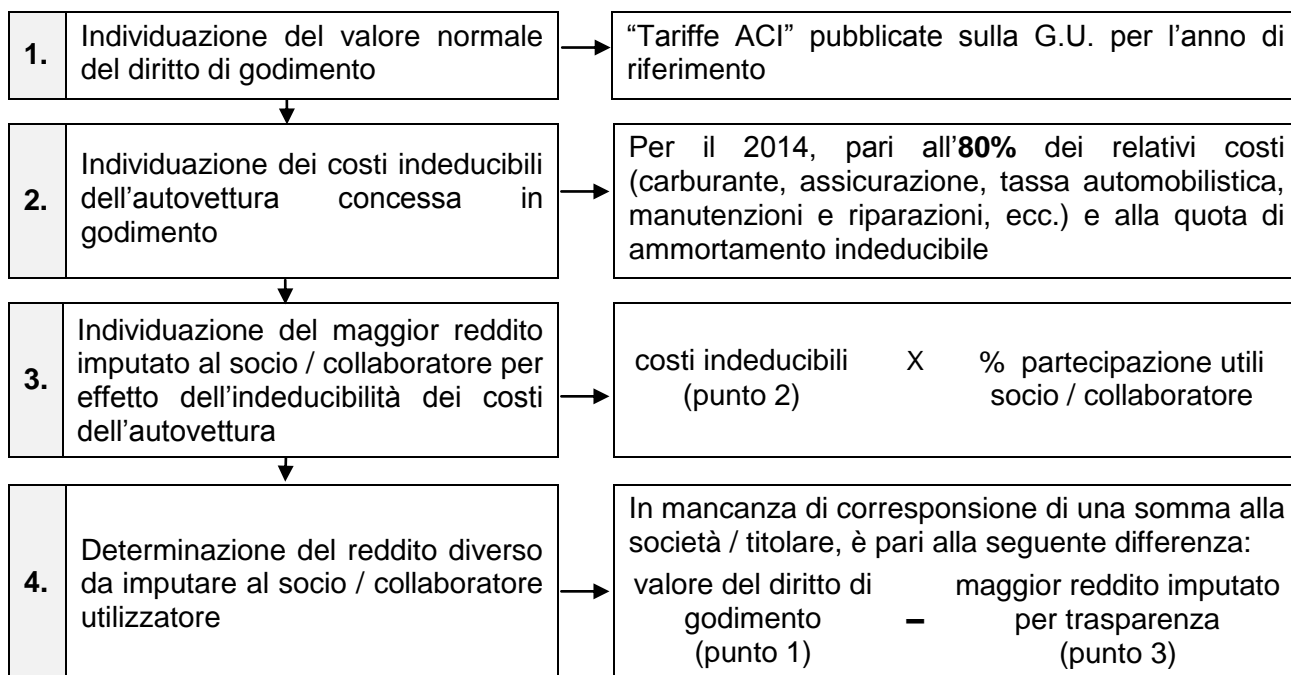 1.
Individuazione del valore normale
del diritto di godimento
“Tariffe ACI” pubblicate sulla G.U. per l’anno di
riferimento
2.
Individuazione dei costi indeducibili
dell’autovettura concessa in
godimento
Per il 2014, pari all’80% dei relativi costi
(carburante, assicurazione, tassa automobilistica,
manutenzioni e riparazioni, ecc.) e alla quota di
ammortamento indeducibile
3.
Individuazione del maggior reddito
imputato al socio / collaboratore per
effetto dell’indeducibilità dei costi
dell’autovettura
costi indeducibili X % partecipazione utili
(punto 2) socio / collaboratore
4.
Determinazione del reddito diverso
da imputare al socio / collaboratore
utilizzatore
In mancanza di corresponsione di una somma alla
società / titolare, è pari alla seguente differenza:
valore del diritto di maggior reddito imputato
godimento – per trasparenza
(punto 1) (punto 3)